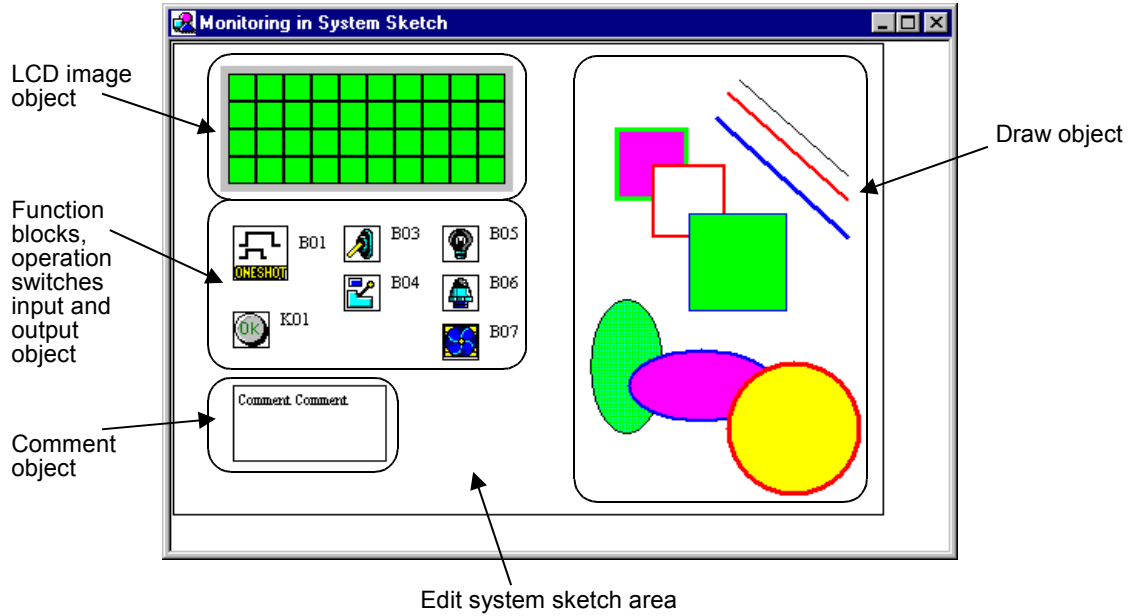 Monitoring in System Sketch
LCD image
object
Draw object
Function
blocks,
operation
switches
input and
output
object
B01
B03
B05
ONESHOT
B04
B06
OK
K01
B07
Comment Comment
Comment
object
Edit system sketch area